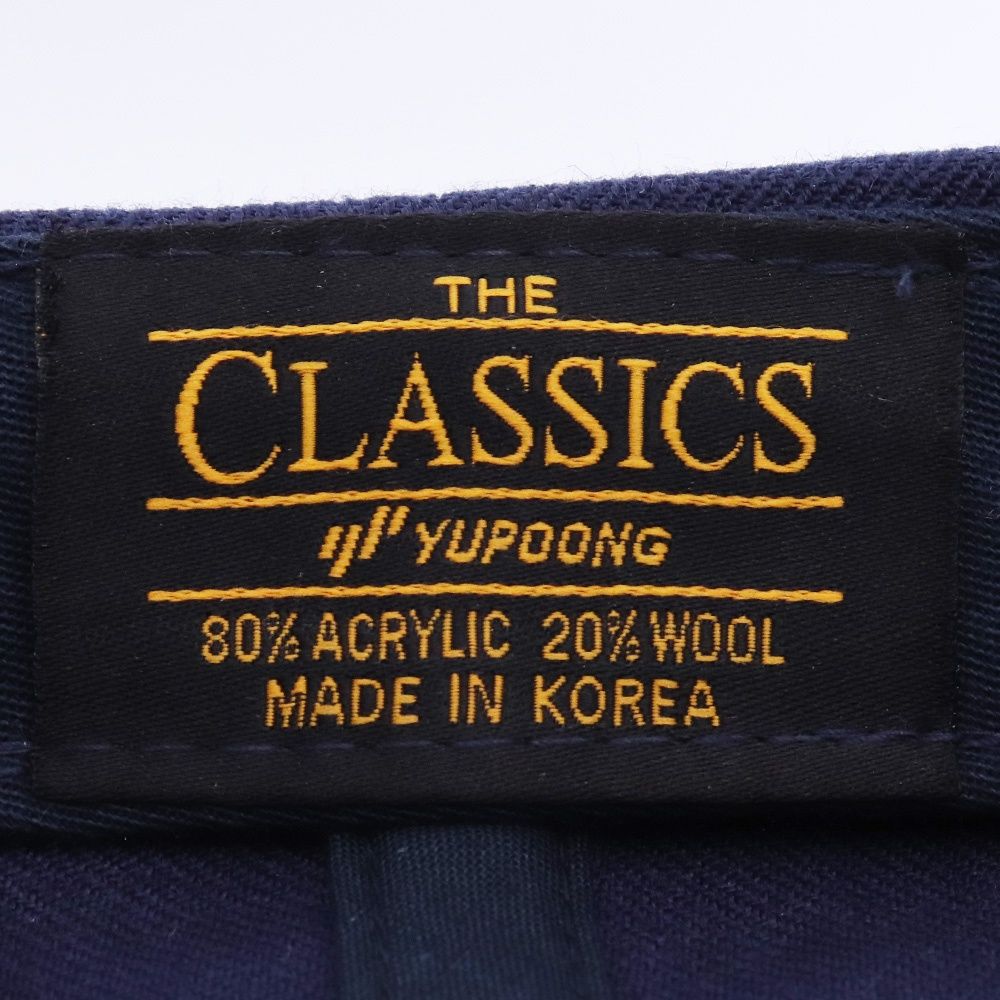 THE
CLASSICS
YUPOONG
80% ACRYLIC 20% WOOL
MADE IN KOREA